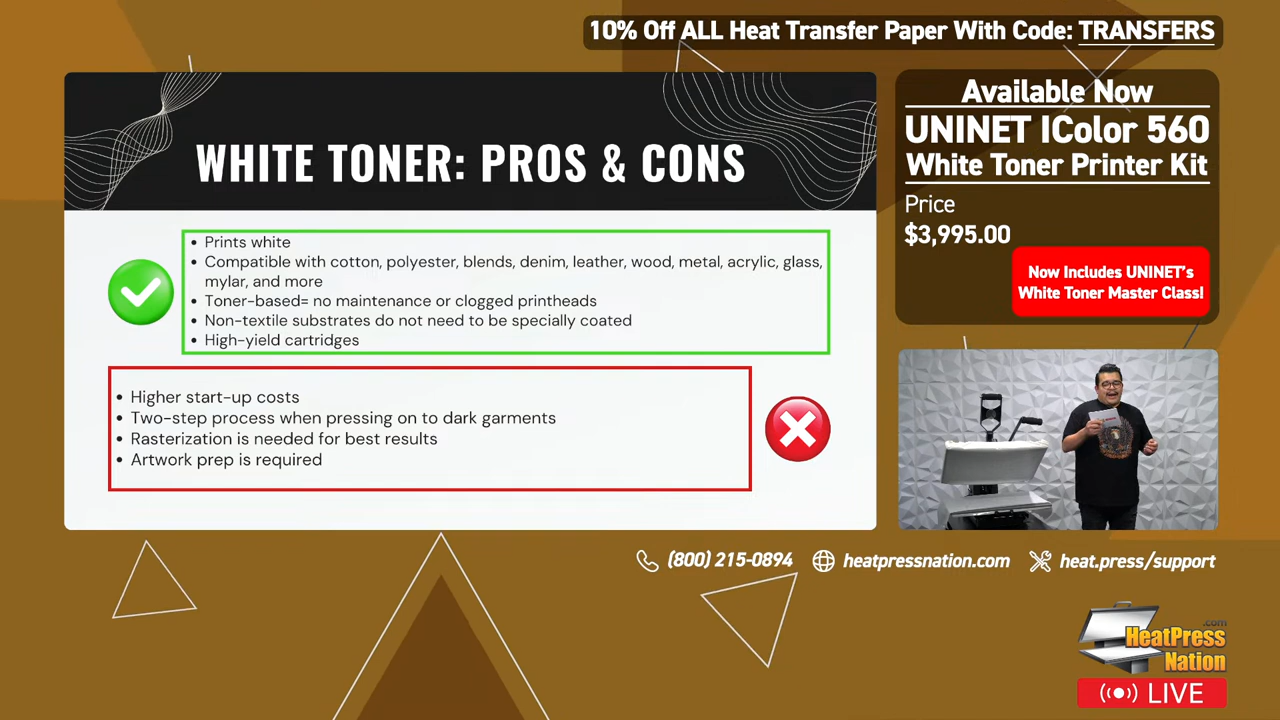 10% Off ALL Heat Transfer Paper With Code: TRANSFERS
WHITE TONER: PROS & CONS
• Prints white
• Compatible with cotton, polyester, blends, denim, leather, wood, metal, acrylic, glass,
mylar, and more
• Toner-based= no maintenance or clogged printheads
• Non-textile substrates do not need to be specially coated
• High-yield cartridges
• Higher start-up costs
• Two-step process when pressing on to dark garments
• Rasterization is needed for best results
• Artwork prep is required
Available Now
UNINET IColor 560
White Toner Printer Kit
Price
$3,995.00
Now Includes UNINET's
White Toner Master Class!
(800) 215-0894
heatpressnation.com
heat.press/support
.com
HeatPress
Nation
LIVE